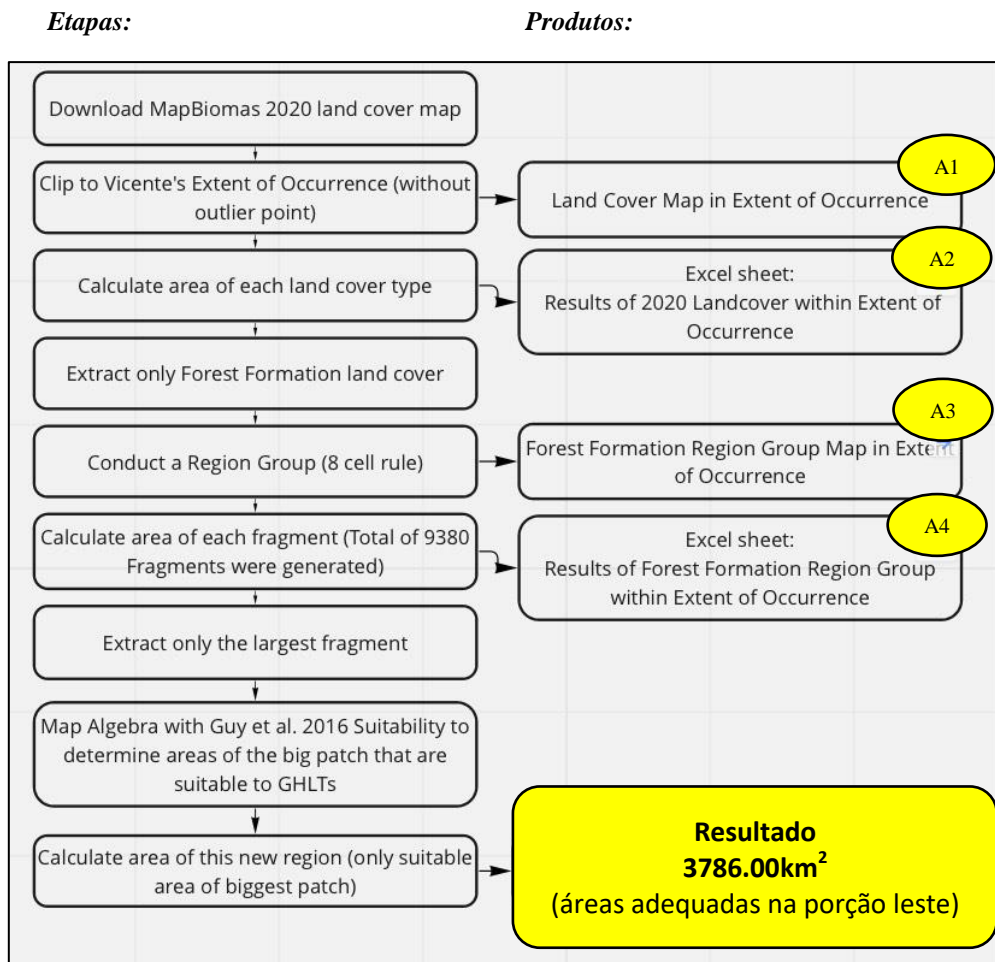 Etapas:
Produtos:
Download MapBiomas 2020 land cover map
Clip to Vicente's Extent of Occurrence (without
outlier point)
A1
Land Cover Map in Extent of Occurrence
Calculate area of each land cover type
A2
Excel sheet:
Results of 2020 Landcover within Extent of
Occurrence
Extract only Forest Formation land cover
Conduct a Region Group (8 cell rule)
A3
Forest Formation Region Group Map in Extent
of Occurrence
Calculate area of each fragment (Total of 9380
Fragments were generated)
A4
Excel sheet:
Results of Forest Formation Region Group
within Extent of Occurrence
Extract only the largest fragment
Map Algebra with Guy et al. 2016 Suitability to
determine areas of the big patch that are
suitable to GHLTs
Calculate area of this new region (only suitable
area of biggest patch)
Resultado
3786.00km²
(áreas adequadas na porção leste)